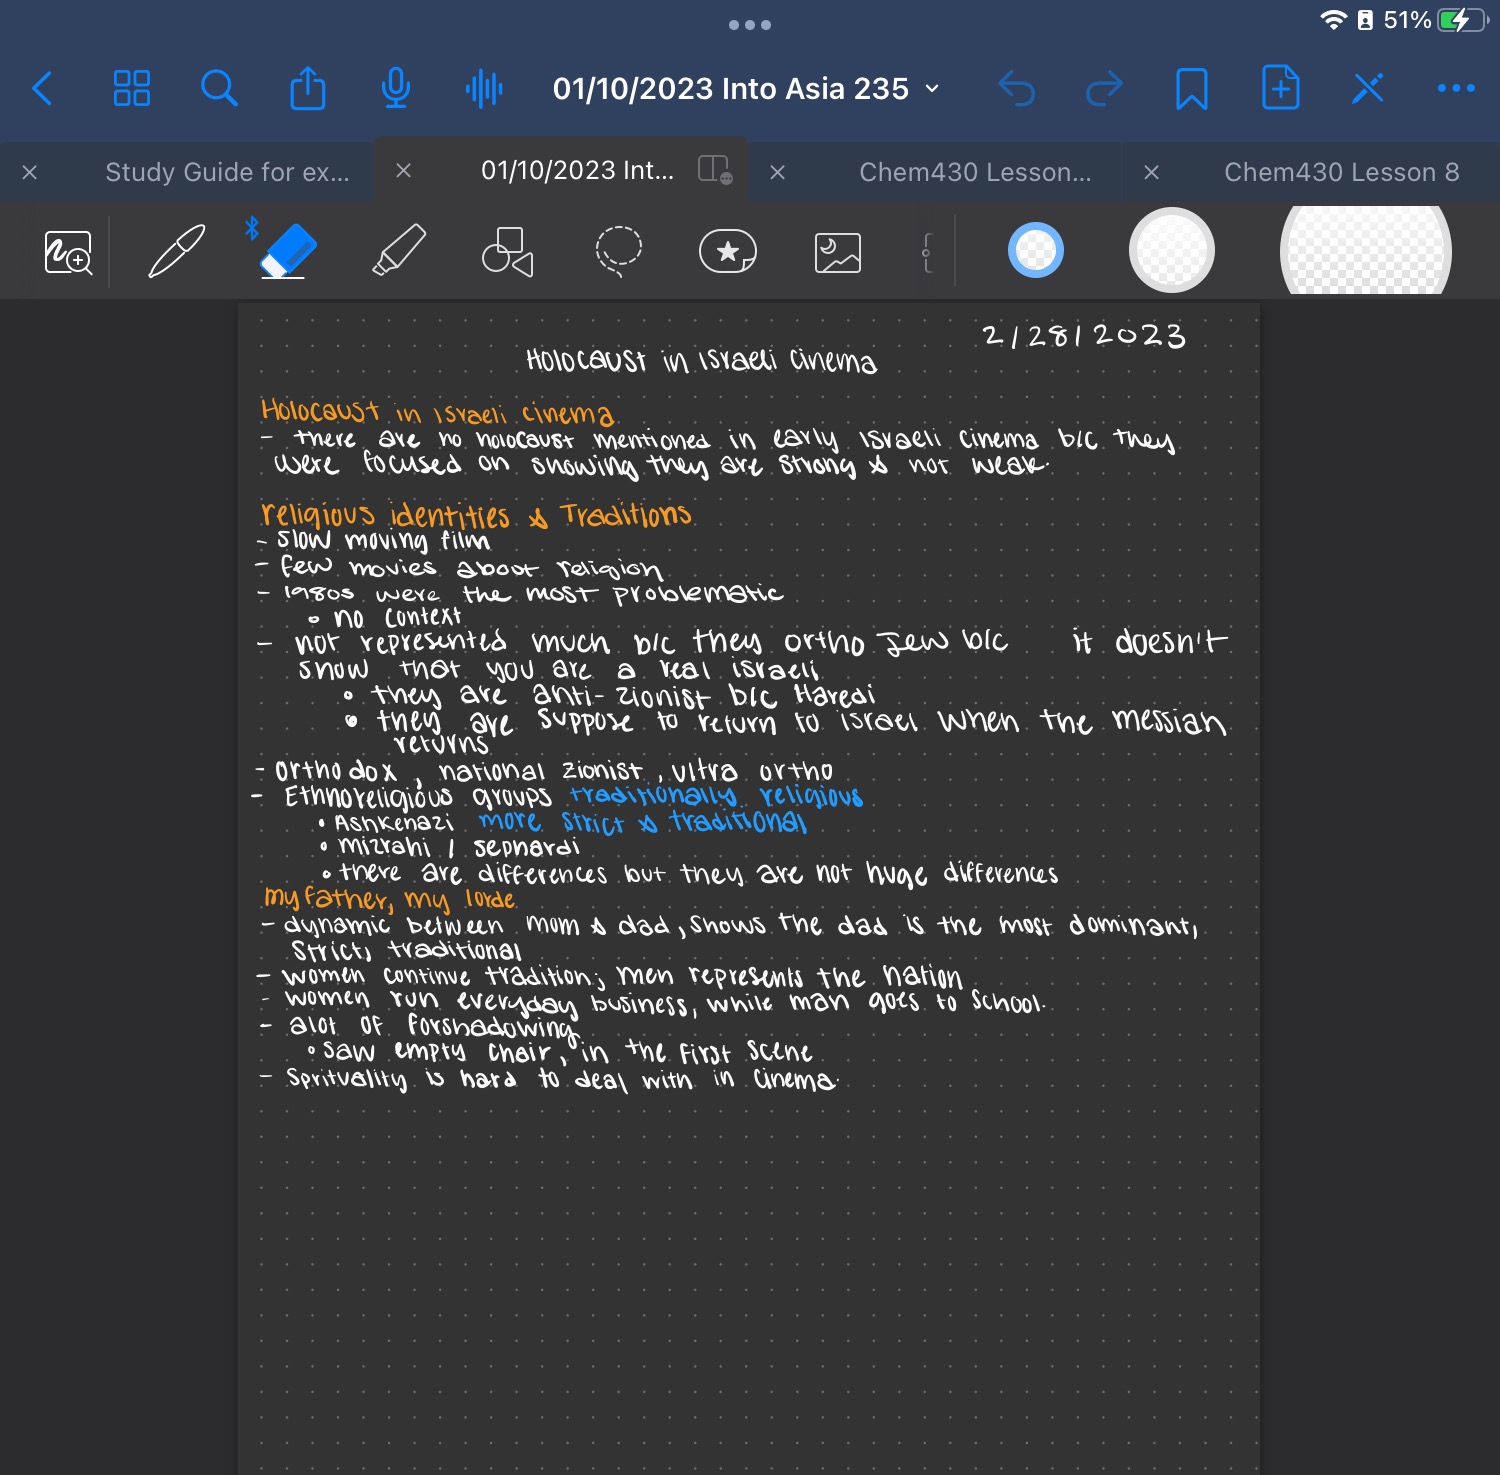 51%
01/10/2023 Into Asia 235
Study Guide for ex...
01/10/2023 Int...
Chem430 Lesson...
Chem430 Lesson 8
2/28/2023
Holocaust in Israeli Cinema
Holocaust in Israeli cinema
- there are no holocaust mentioned in early Israeli cinema b/c they
were focused on showing they are strong & not weak.
religious identities & Traditions
- slow moving film
- few movies about religion
- 1980s were the most problematic
• no context
- not represented much b/c they ortho Jew b/c it doesn't
show that you are a real israeli
• they are anti-zionist b/c Haredi
• they are suppose to return to israel when the messiah
returns
- orthodox, national zionist, ultra ortho
- Ethnoreligious groups traditionally religious
• Ashkenazi more strict & traditional
• mizrahi / sephardi
• there are differences but they are not huge differences
my father, my lorde
- dynamic between mom & dad, shows the dad is the most dominant,
strict, traditional
- women continue tradition; men represents the nation
- women run everyday business, while man goes to school.
- alot of forshadowing
• saw empty chair, in the first scene
- Sprituality is hard to deal with in cinema.